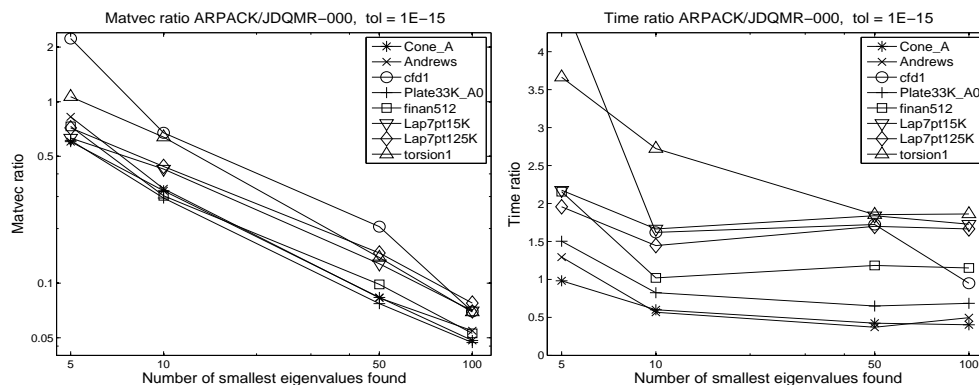 Matvec ratio ARPACK/JDQMR−000, tol = 1E−15
2
1
0.5
0.1
0.05
Matvec ratio
5
10
50
100
Number of smallest eigenvalues found
Cone_A
Andrews
cfd1
Plate33K_A0
finan512
Lap7pt15K
Lap7pt125K
torsion1
Time ratio ARPACK/JDQMR−000, tol = 1E−15
4
3.5
3
2.5
2
1.5
1
0.5
0
Time ratio
5
10
50
100
Number of smallest eigenvalues found
Cone_A
Andrews
cfd1
Plate33K_A0
finan512
Lap7pt15K
Lap7pt125K
torsion1